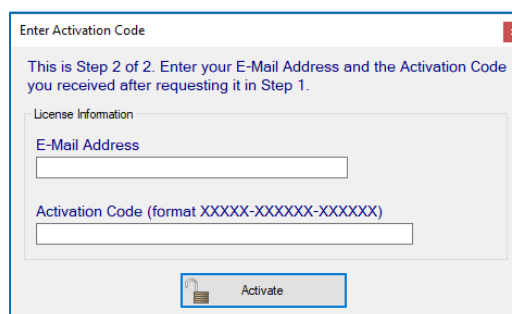 Enter Activation Code
This is Step 2 of 2. Enter your E-Mail Address and the Activation Code
you received after requesting it in Step 1.
License Information
E-Mail Address
Activation Code (format XXXXX-XXXXXX-XXXXXX)
Activate